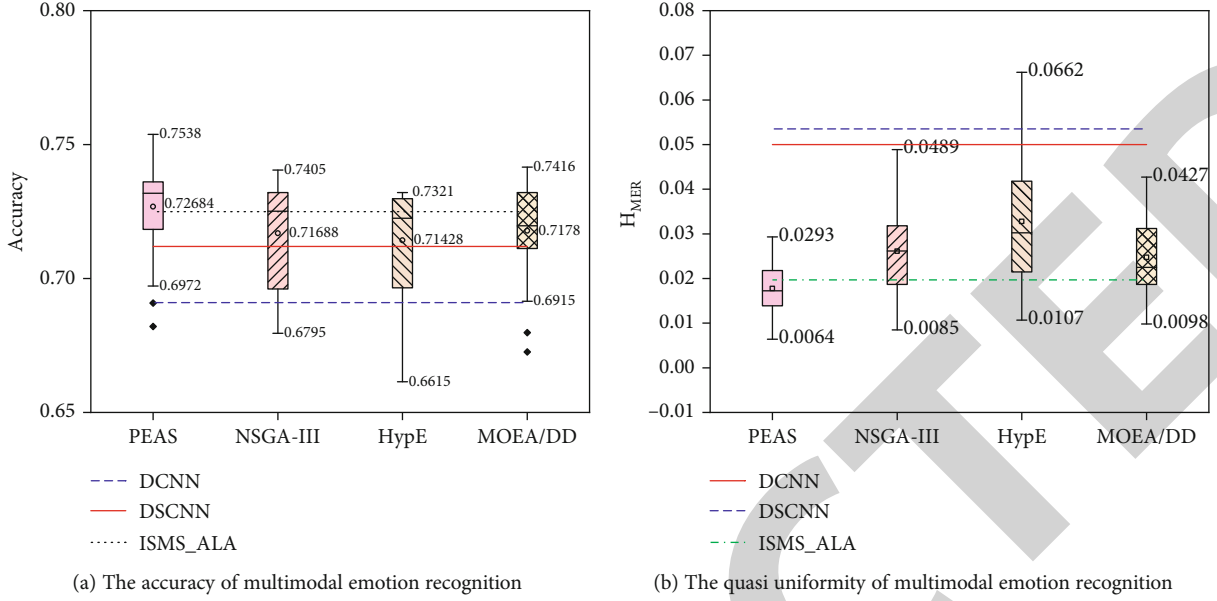 0.80
0.75
0.70
0.65
Accuracy
0.7538
0.72684
0.6972
0.7405
0.71688
0.6795
0.7321
0.71428
0.6615
0.7416
0.7178
0.6915
PEAS NSGA-III HypE MOEA/DD
DCNN
DSCNN
ISMS_ALA
(a) The accuracy of multimodal emotion recognition
0.08
0.07
0.06
0.05
0.04
0.03
0.02
0.01
0.00
–0.01
H_MER
0.0293
0.0064
0.0489
0.0085
0.0662
0.0107
0.0427
0.0098
PEAS NSGA-III HypE MOEA/DD
DCNN
DSCNN
ISMS_ALA
(b) The quasi uniformity of multimodal emotion recognition
CTED